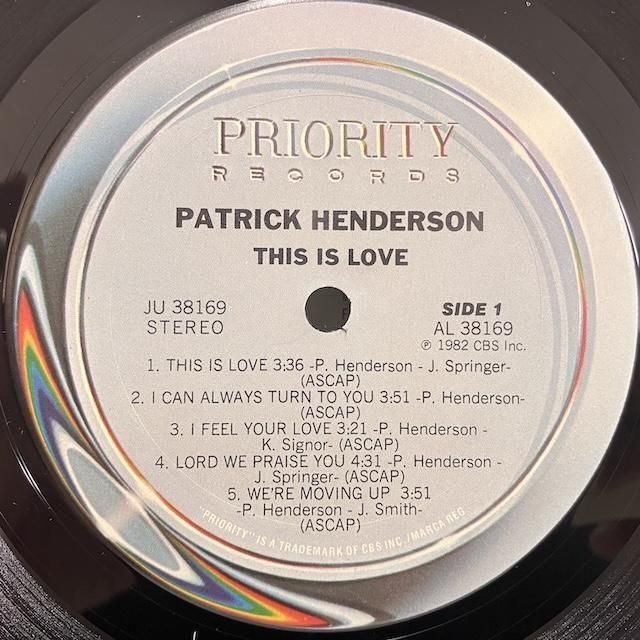 PRIORITY
RECORDS
PATRICK HENDERSON
THIS IS LOVE
JU 38169
STEREO
SIDE 1
AL 38169
℗ 1982 CBS Inc.
1. THIS IS LOVE 3:36 -P. Henderson - J. Springer-
(ASCAP)
2. I CAN ALWAYS TURN TO YOU 3:51 -P. Henderson-
(ASCAP)
3. I FEEL YOUR LOVE 3:21 -P. Henderson -
K. Signor- (ASCAP)
4. LORD WE PRAISE YOU 4:31 -P. Henderson -
J. Springer- (ASCAP)
5. WE'RE MOVING UP 3:51
-P. Henderson - J. Smith-
(ASCAP)
"PRIORITY" IS A TRADEMARK OF CBS INC./MARCA REG.